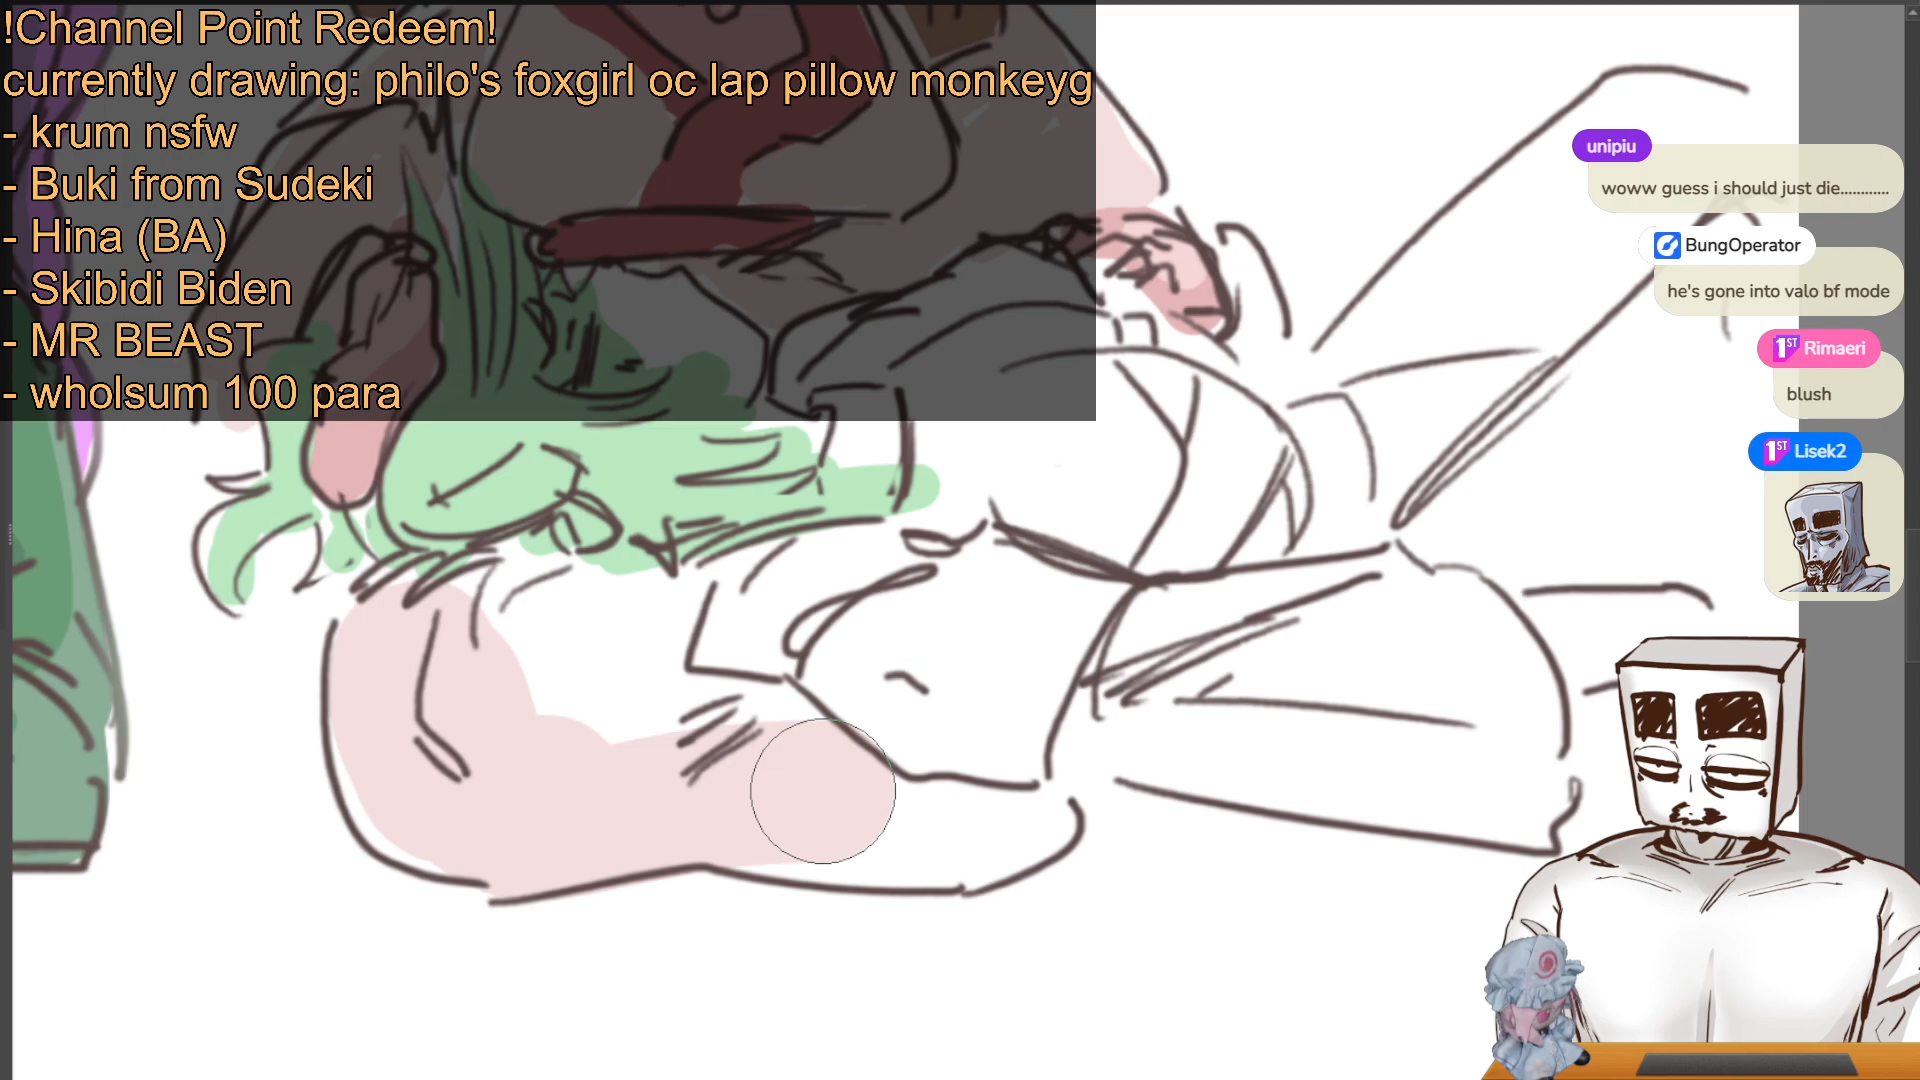 !Channel Point Redeem!
currently drawing: philo's foxgirl oc lap pillow monkeyg
- krum nsfw
- Buki from Sudeki
- Hina (BA)
- Skibidi Biden
- MR BEAST
- wholsum 100 para
unipiu
woww guess i should just die............
BungOperator
he's gone into valo bf mode
1ST Rimaeri
blush
1ST Lisek2